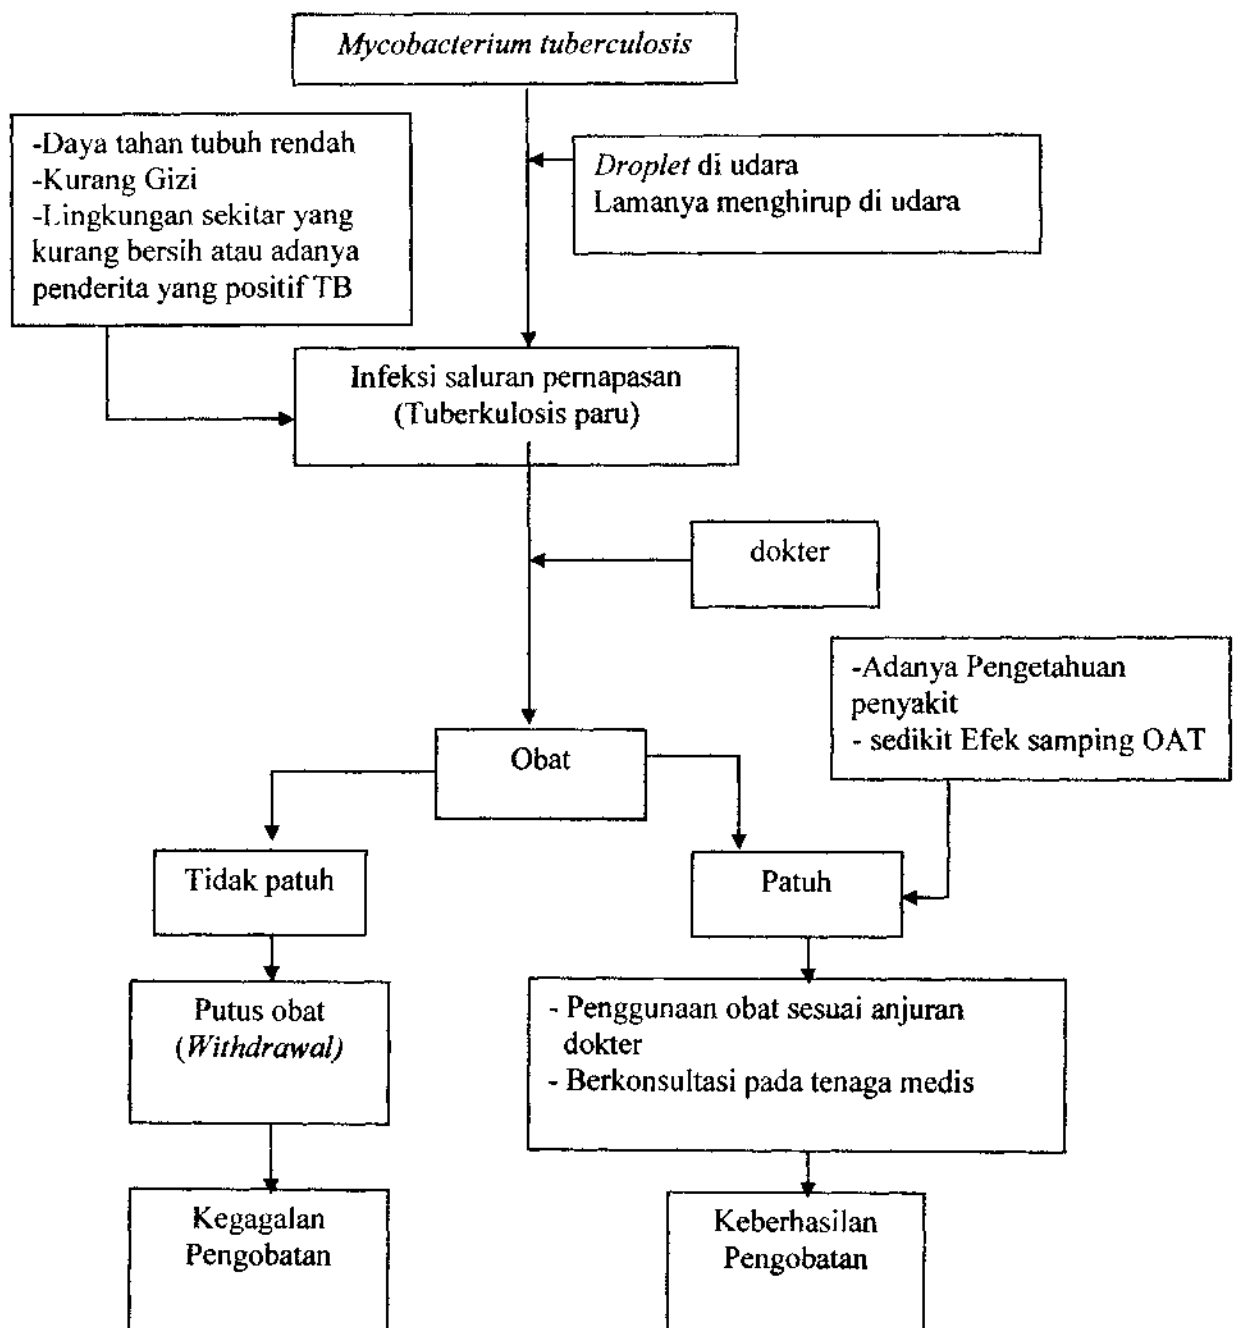 Mycobacterium tuberculosis
-Daya tahan tubuh rendah
-Kurang Gizi
-Lingkungan sekitar yang
kurang bersih atau adanya
penderita yang positif TB
Droplet di udara
Lamanya menghirup di udara
Infeksi saluran pernapasan
(Tuberkulosis paru)
dokter
-Adanya Pengetahuan
penyakit
- sedikit Efek samping OAT
Obat
Tidak patuh
Patuh
Putus obat
(Withdrawal)
- Penggunaan obat sesuai anjuran
dokter
- Berkonsultasi pada tenaga medis
Kegagalan
Pengobatan
Keberhasilan
Pengobatan